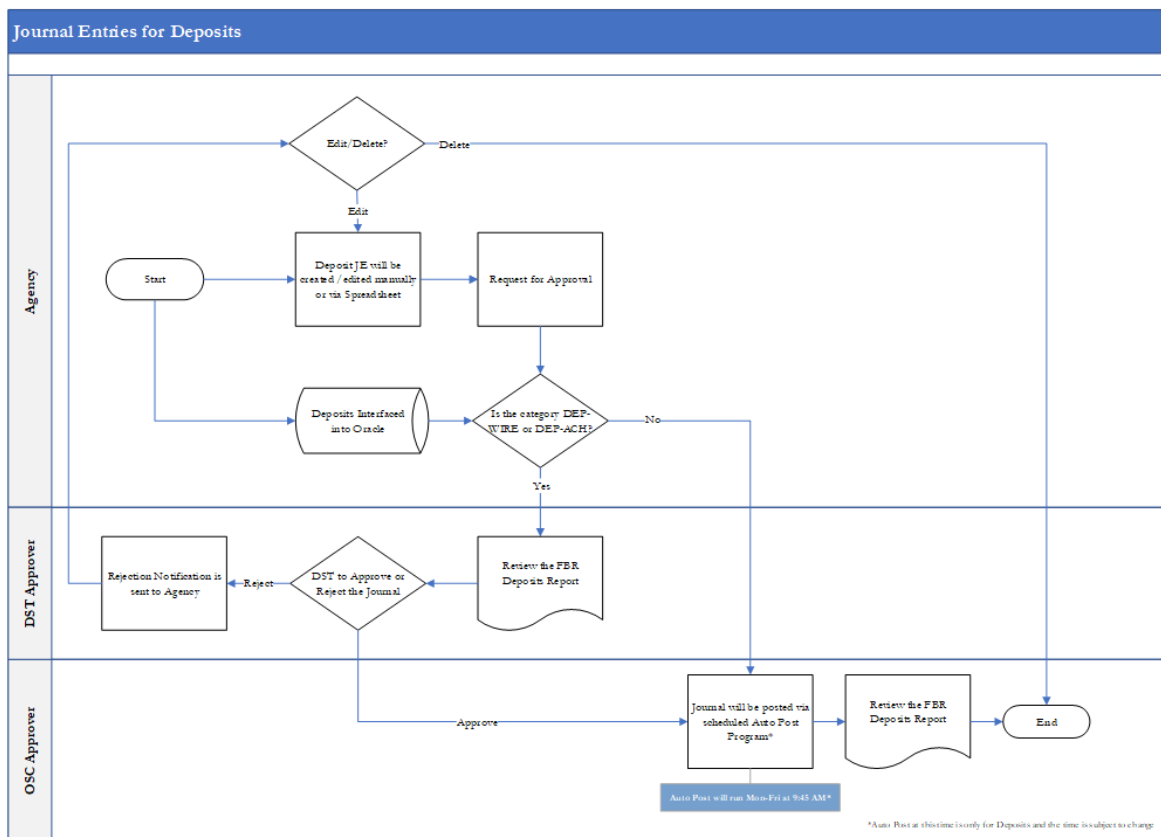 Journal Entries for Deposits
Agency
Edit/Delete?
Delete
Edit
Start
Deposit JE will be
created / edited manually
or via Spreadsheet
Request for Approval
Deposits Interfaced
into Oracle
Is the category DEP-
WIRE or DEP-ACH?
No
Yes
DST Approver
Rejection Notification is
sent to Agency
Reject
DST to Approve or
Reject the Journal
Review the FBR
Deposits Report
OSC Approver
Approve
Journal will be posted via
scheduled Auto Post
Program*
Review the FBR
Deposits Report
End
Auto Post will run Mon-Fri at 9:45 AM*
*Auto Post at this time is only for Deposits and the time is subject to change